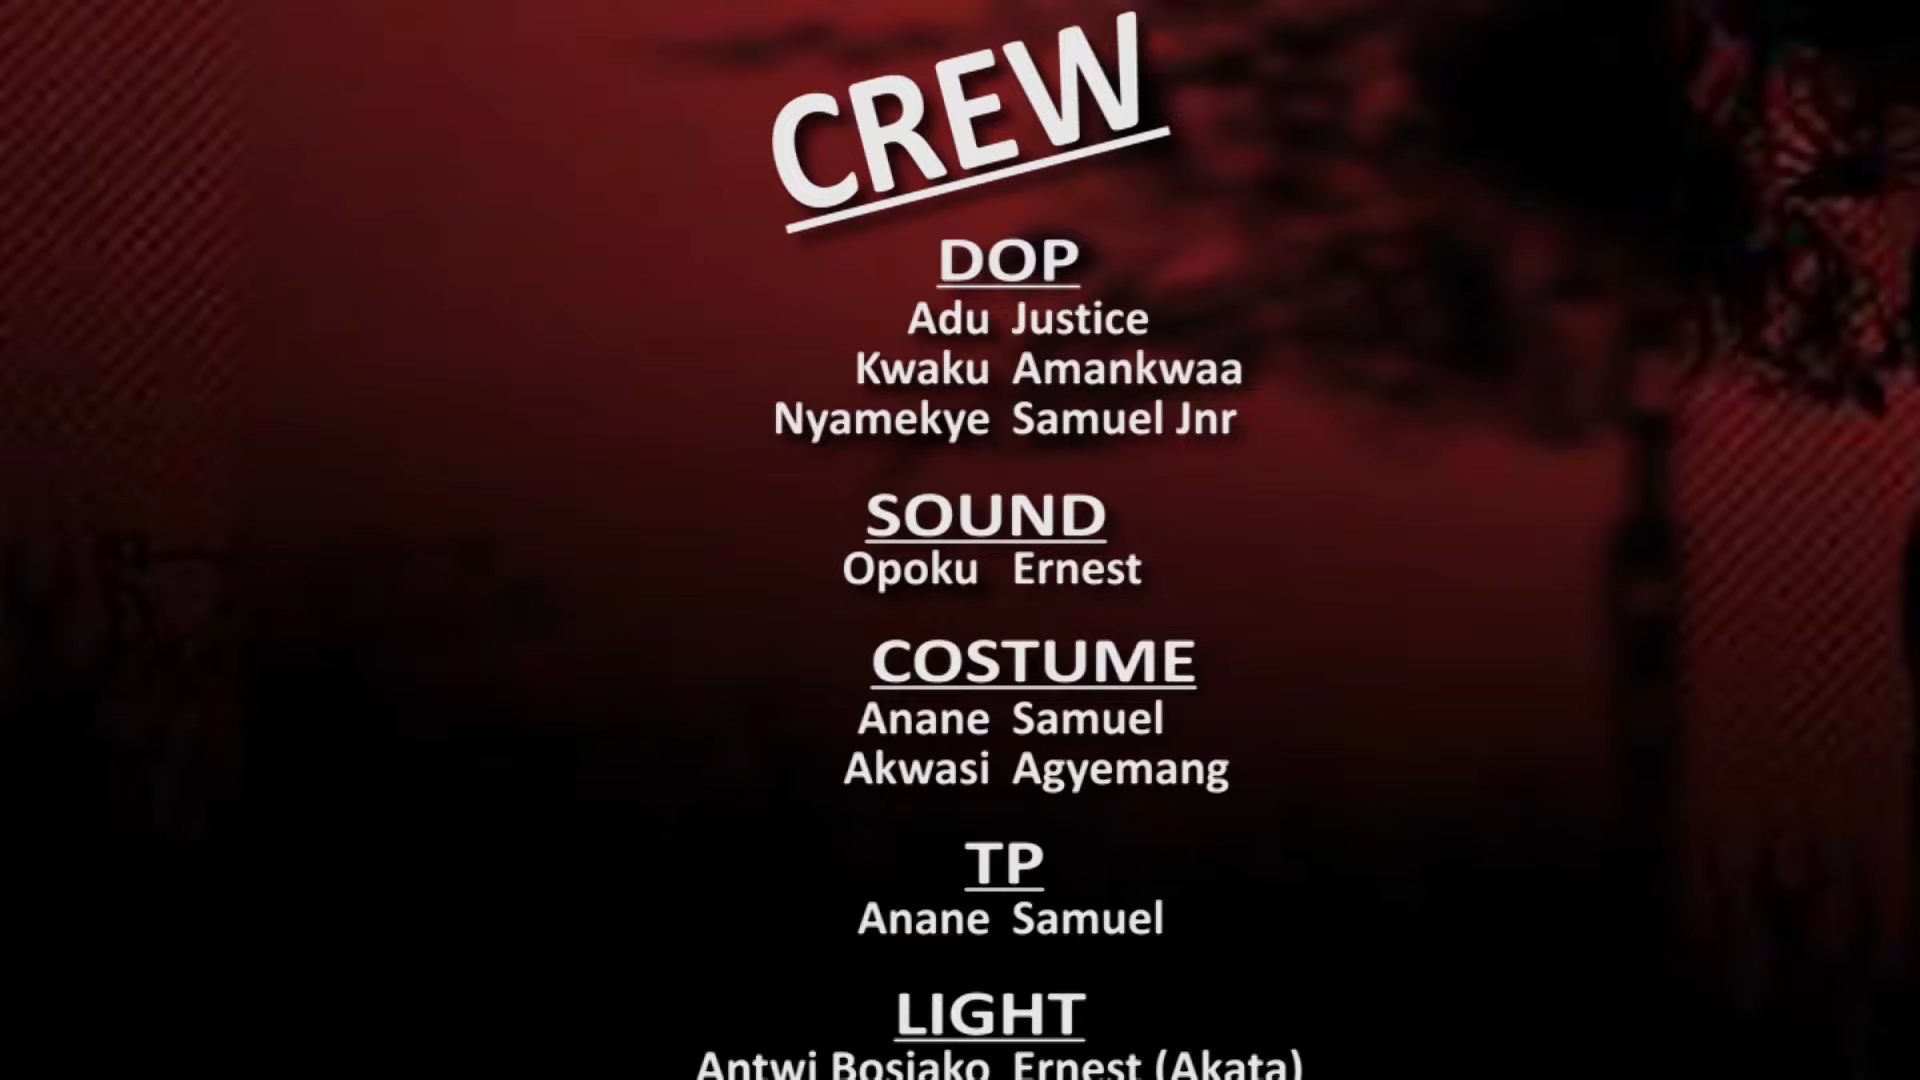 CREW
DOP
Adu Justice
Kwaku Amankwaa
Nyamekye Samuel Jnr
SOUND
Opoku Ernest
COSTUME
Anane Samuel
Akwasi Agyemang
TP
Anane Samuel
LIGHT
Antwi Bosiako Ernest (Akata)